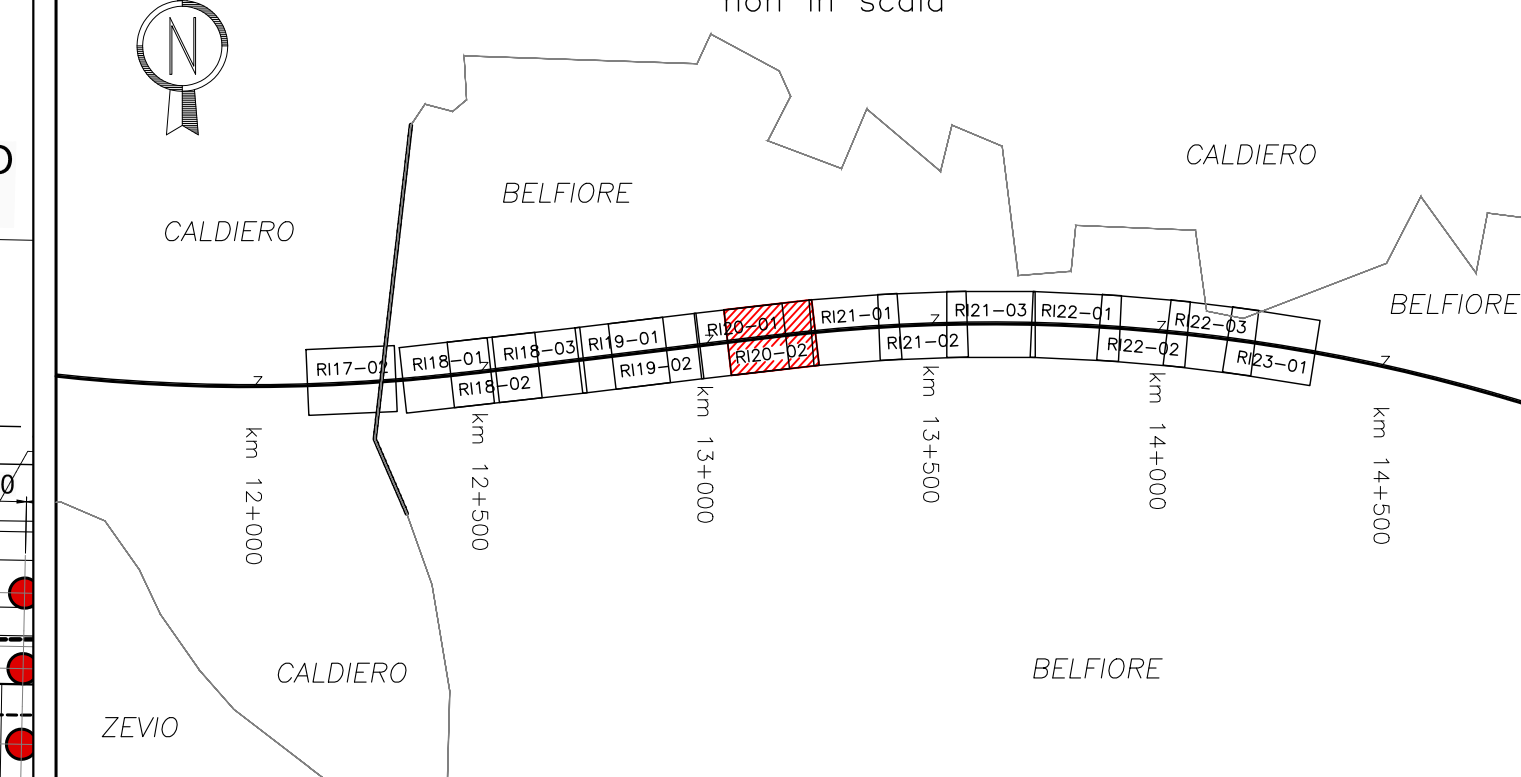 non in scala
N
CALDIERO
BELFIORE
CALDIERO
BELFIORE
RI17-02
RI18-01
RI18-02
RI18-03
RI19-01
RI19-02
RI20-01
RI20-02
RI21-01
RI21-02
RI21-03
RI22-01
RI22-02
RI22-03
RI23-01
km 12+000
km 12+500
km 13+000
km 13+500
km 14+000
km 14+500
CALDIERO
BELFIORE
ZEVIO